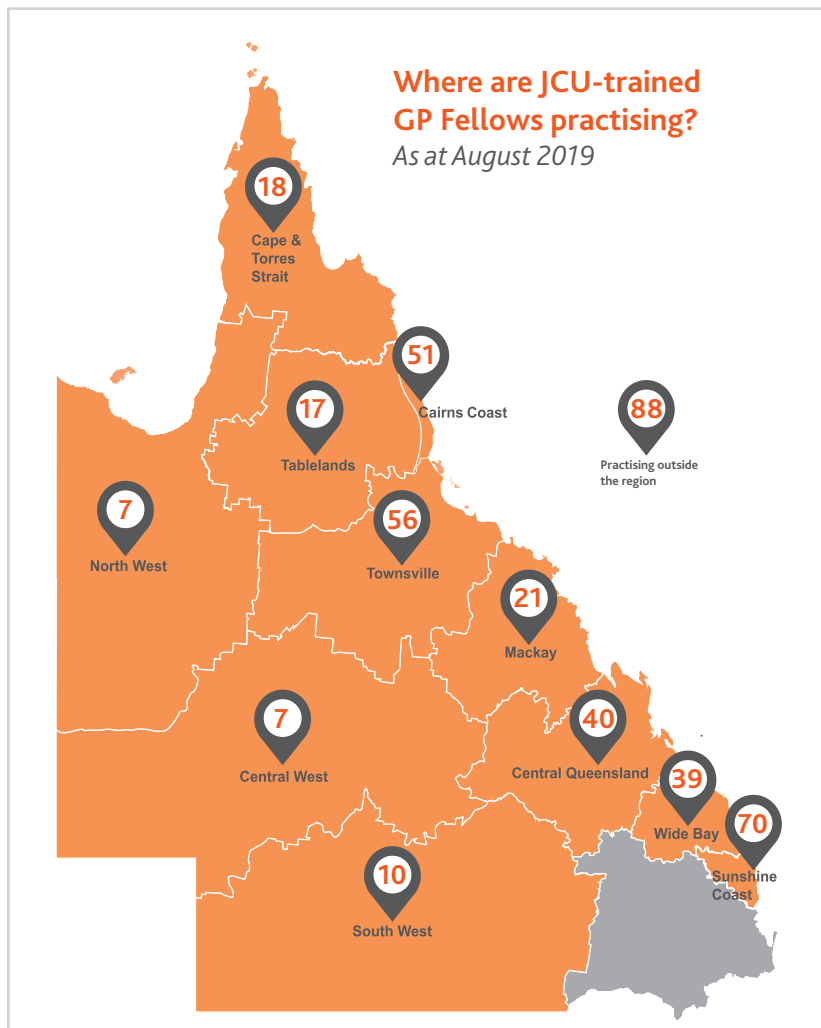 Where are JCU-trained
GP Fellows practising?
As at August 2019
18
Cape &
Torres
Strait
51
Cairns Coast
17
Tablelands
88
Practising outside
the region
7
North West
56
Townsville
21
Mackay
7
Central West
40
Central Queensland
39
Wide Bay
70
Sunshine
Coast
10
South West